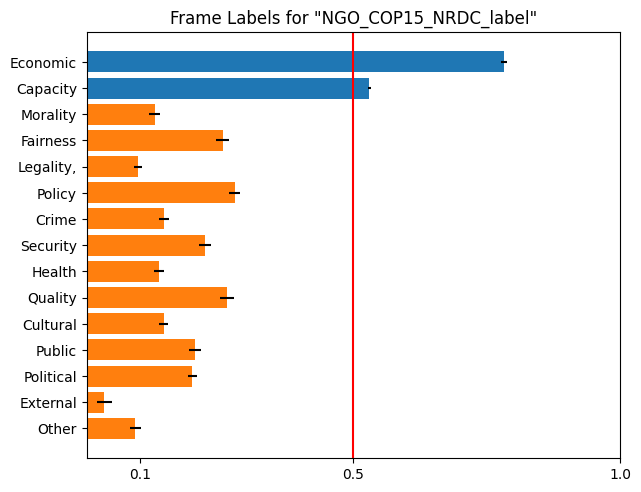 Frame Labels for "NGO_COP15_NRDC_label"
Economic
Capacity
Morality
Fairness
Legality,
Policy
Crime
Security
Health
Quality
Cultural
Public
Political
External
Other
0.1 0.5 1.0